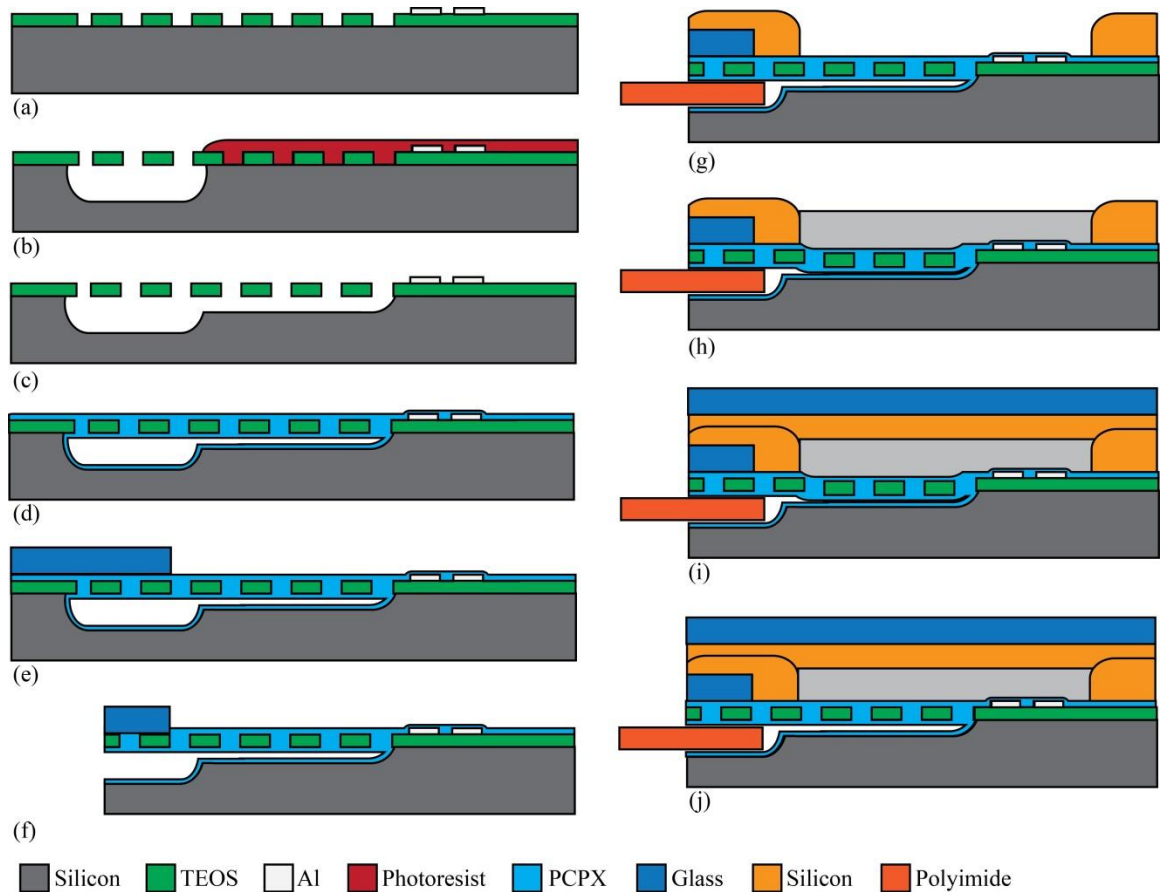 (a)
(b)
(c)
(d)
(e)
(f)
(g)
(h)
(i)
(j)
Silicon TEOS Al Photoresist PCPX Glass Silicon Polyimide